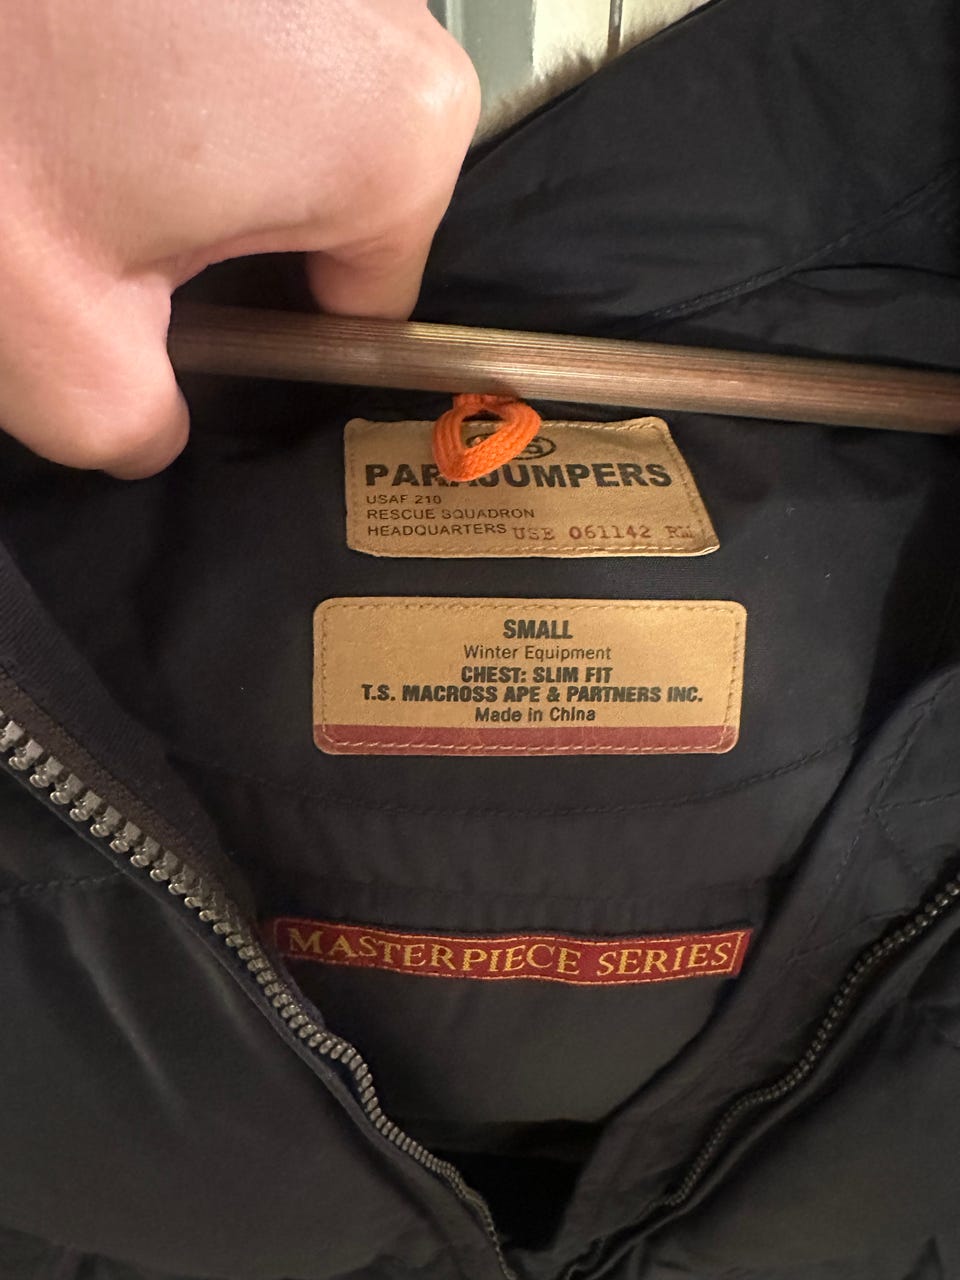 PARAJUMPERS
USAF 210
RESCUE SQUADRON
HEADQUARTERS USE 061142 RM
SMALL
Winter Equipment
CHEST: SLIM FIT
T.S. MACROSS APE & PARTNERS INC.
Made in China
MASTERPIECE SERIES